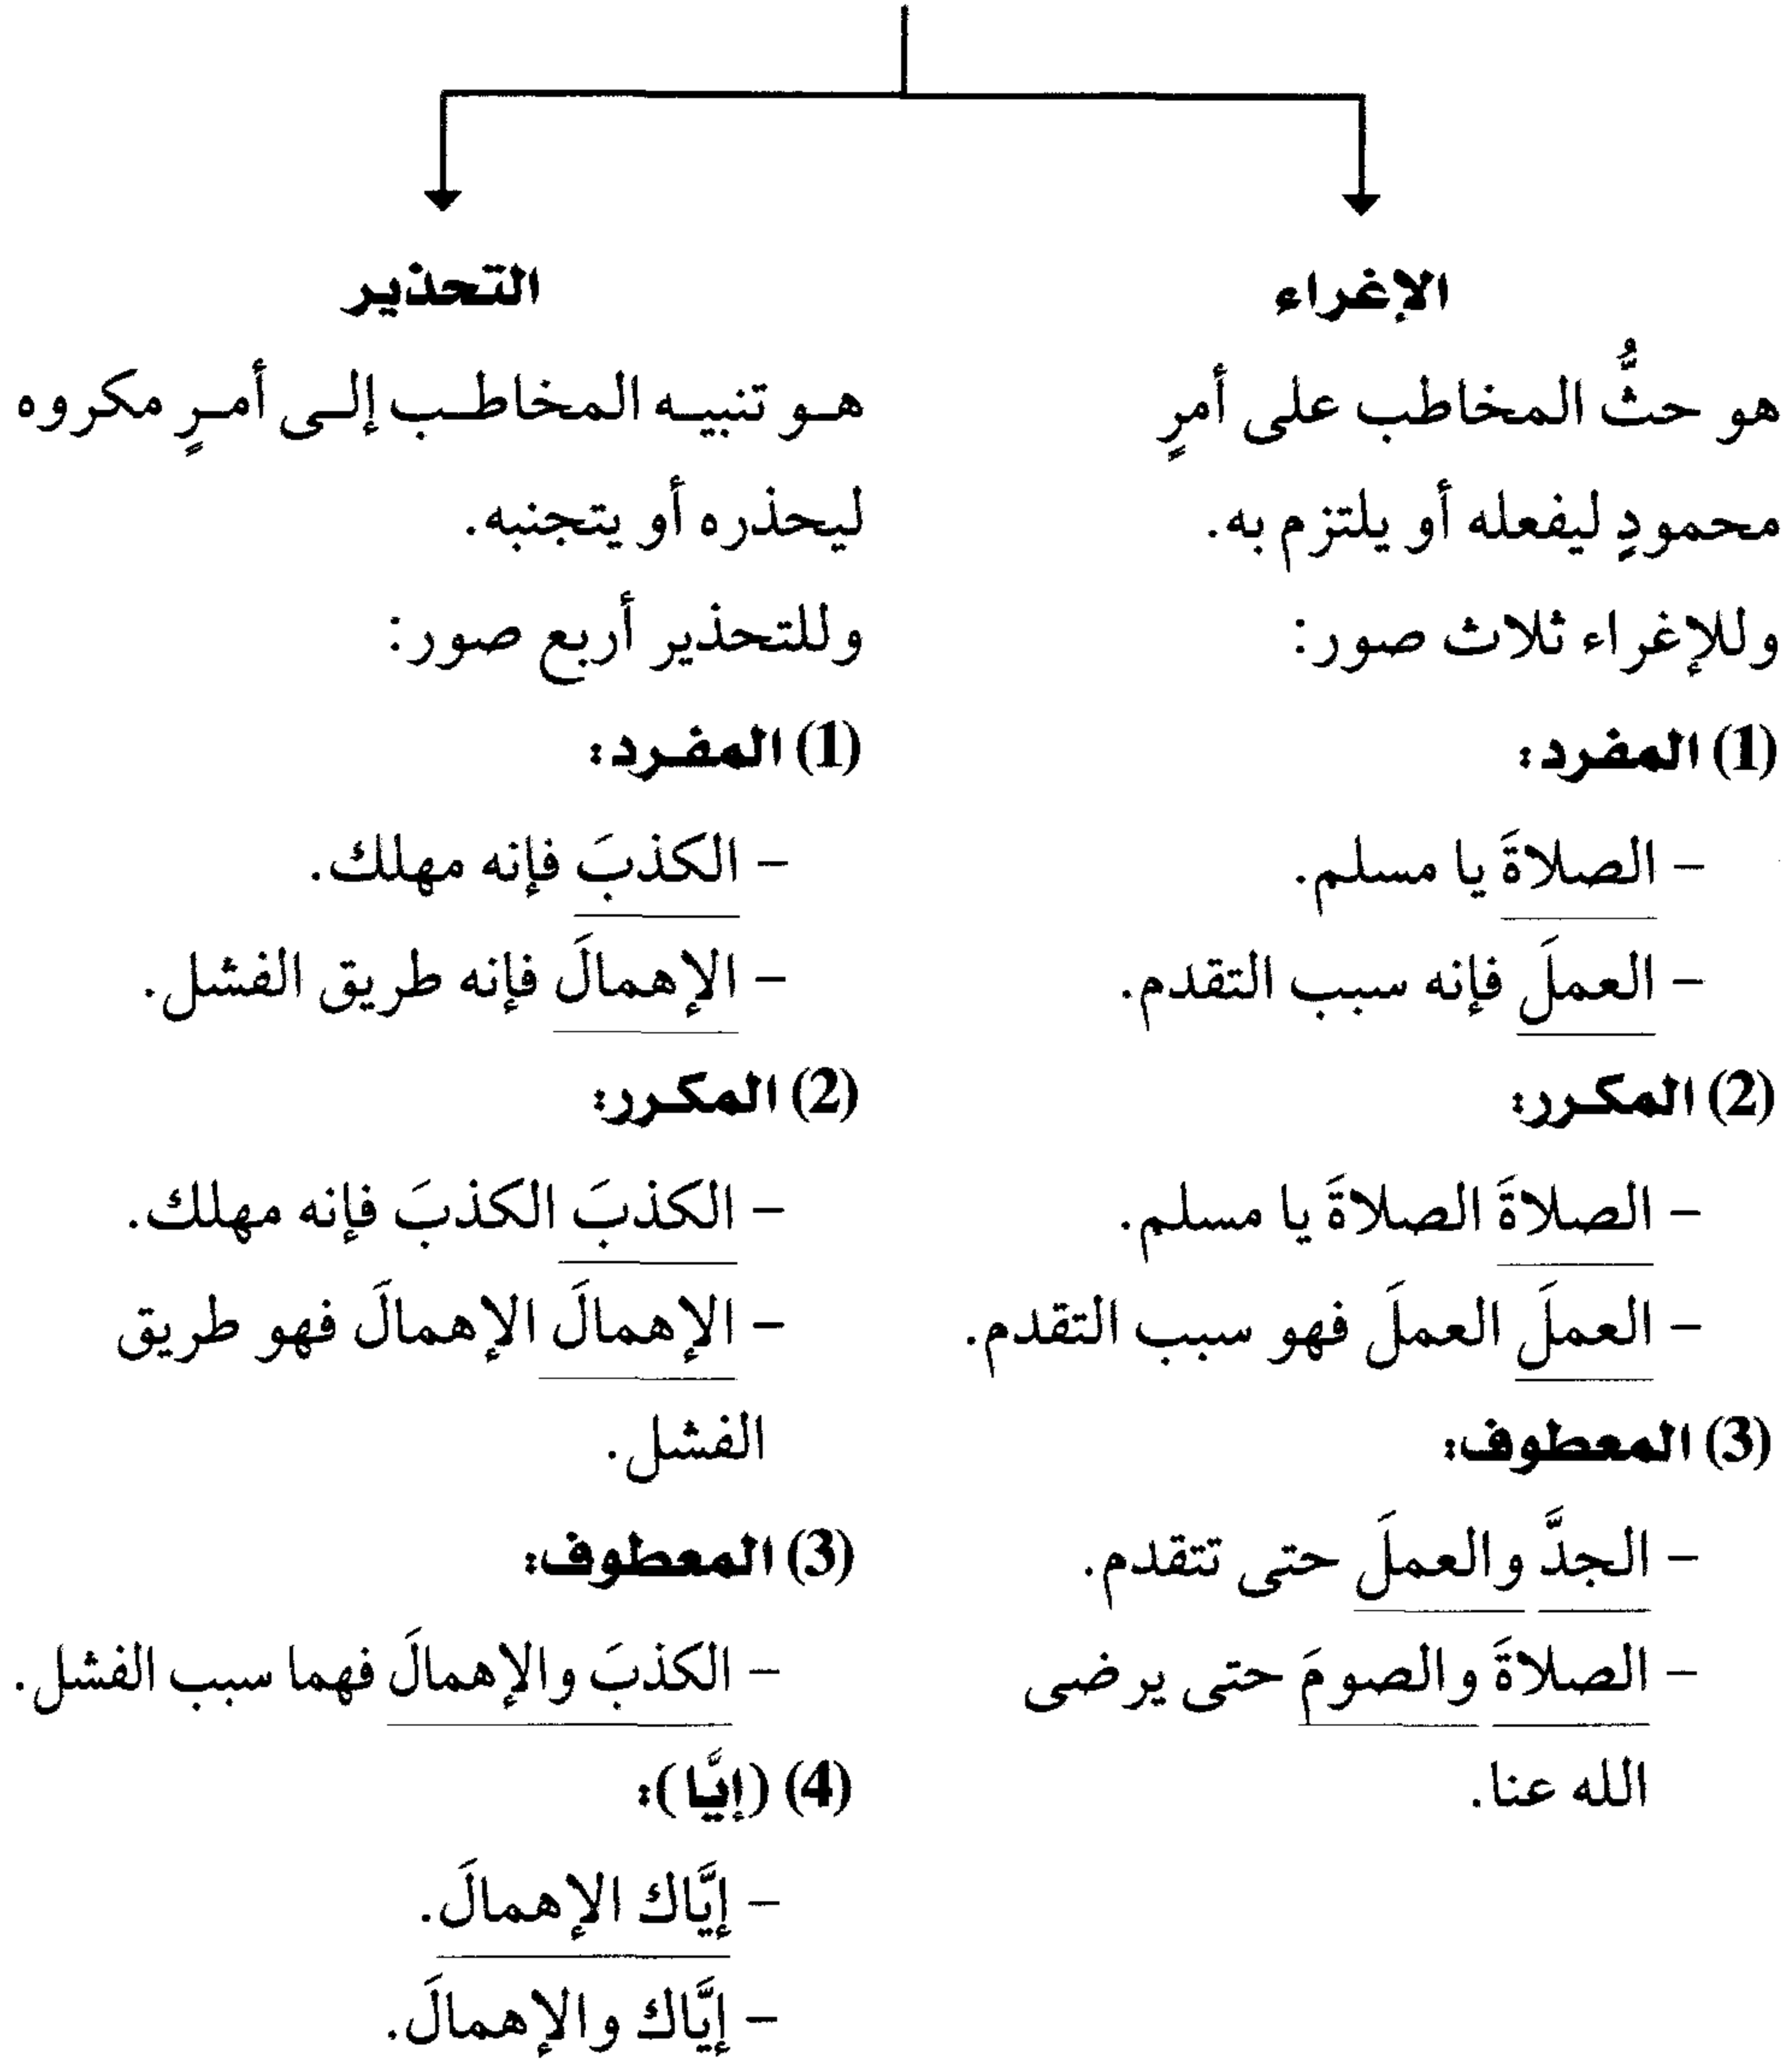 الإغراء
هو حثُّ المخاطب على أمرٍ
محمودٍ ليفعله أو يلتزم به.
وللإغراء ثلاث صور:
(1) المفرد:
– الصلاةَ يا مسلم.
– العملَ فإنه سبب التقدم.
(2) المكرر:
– الصلاةَ الصلاةَ يا مسلم.
– العملَ العملَ فهو سبب التقدم.
(3) المعطوف:
– الجدَّ والعملَ حتى تتقدم.
– الصلاةَ والصومَ حتى يرضى
الله عنا.
التحذير
هو تنبيه المخاطب إلى أمرٍ مكروه
ليحذره أو يتجنبه.
وللتحذير أربع صور:
(1) المفرد:
– الكذبَ فإنه مهلك.
– الإهمالَ فإنه طريق الفشل.
(2) المكرر:
– الكذبَ الكذبَ فإنه مهلك.
– الإهمالَ الإهمالَ فهو طريق
الفشل.
(3) المعطوف:
– الكذبَ والإهمالَ فهما سبب الفشل.
(4) (إيَّا):
– إيَّاك الإهمالَ.
– إيَّاك والإهمالَ.